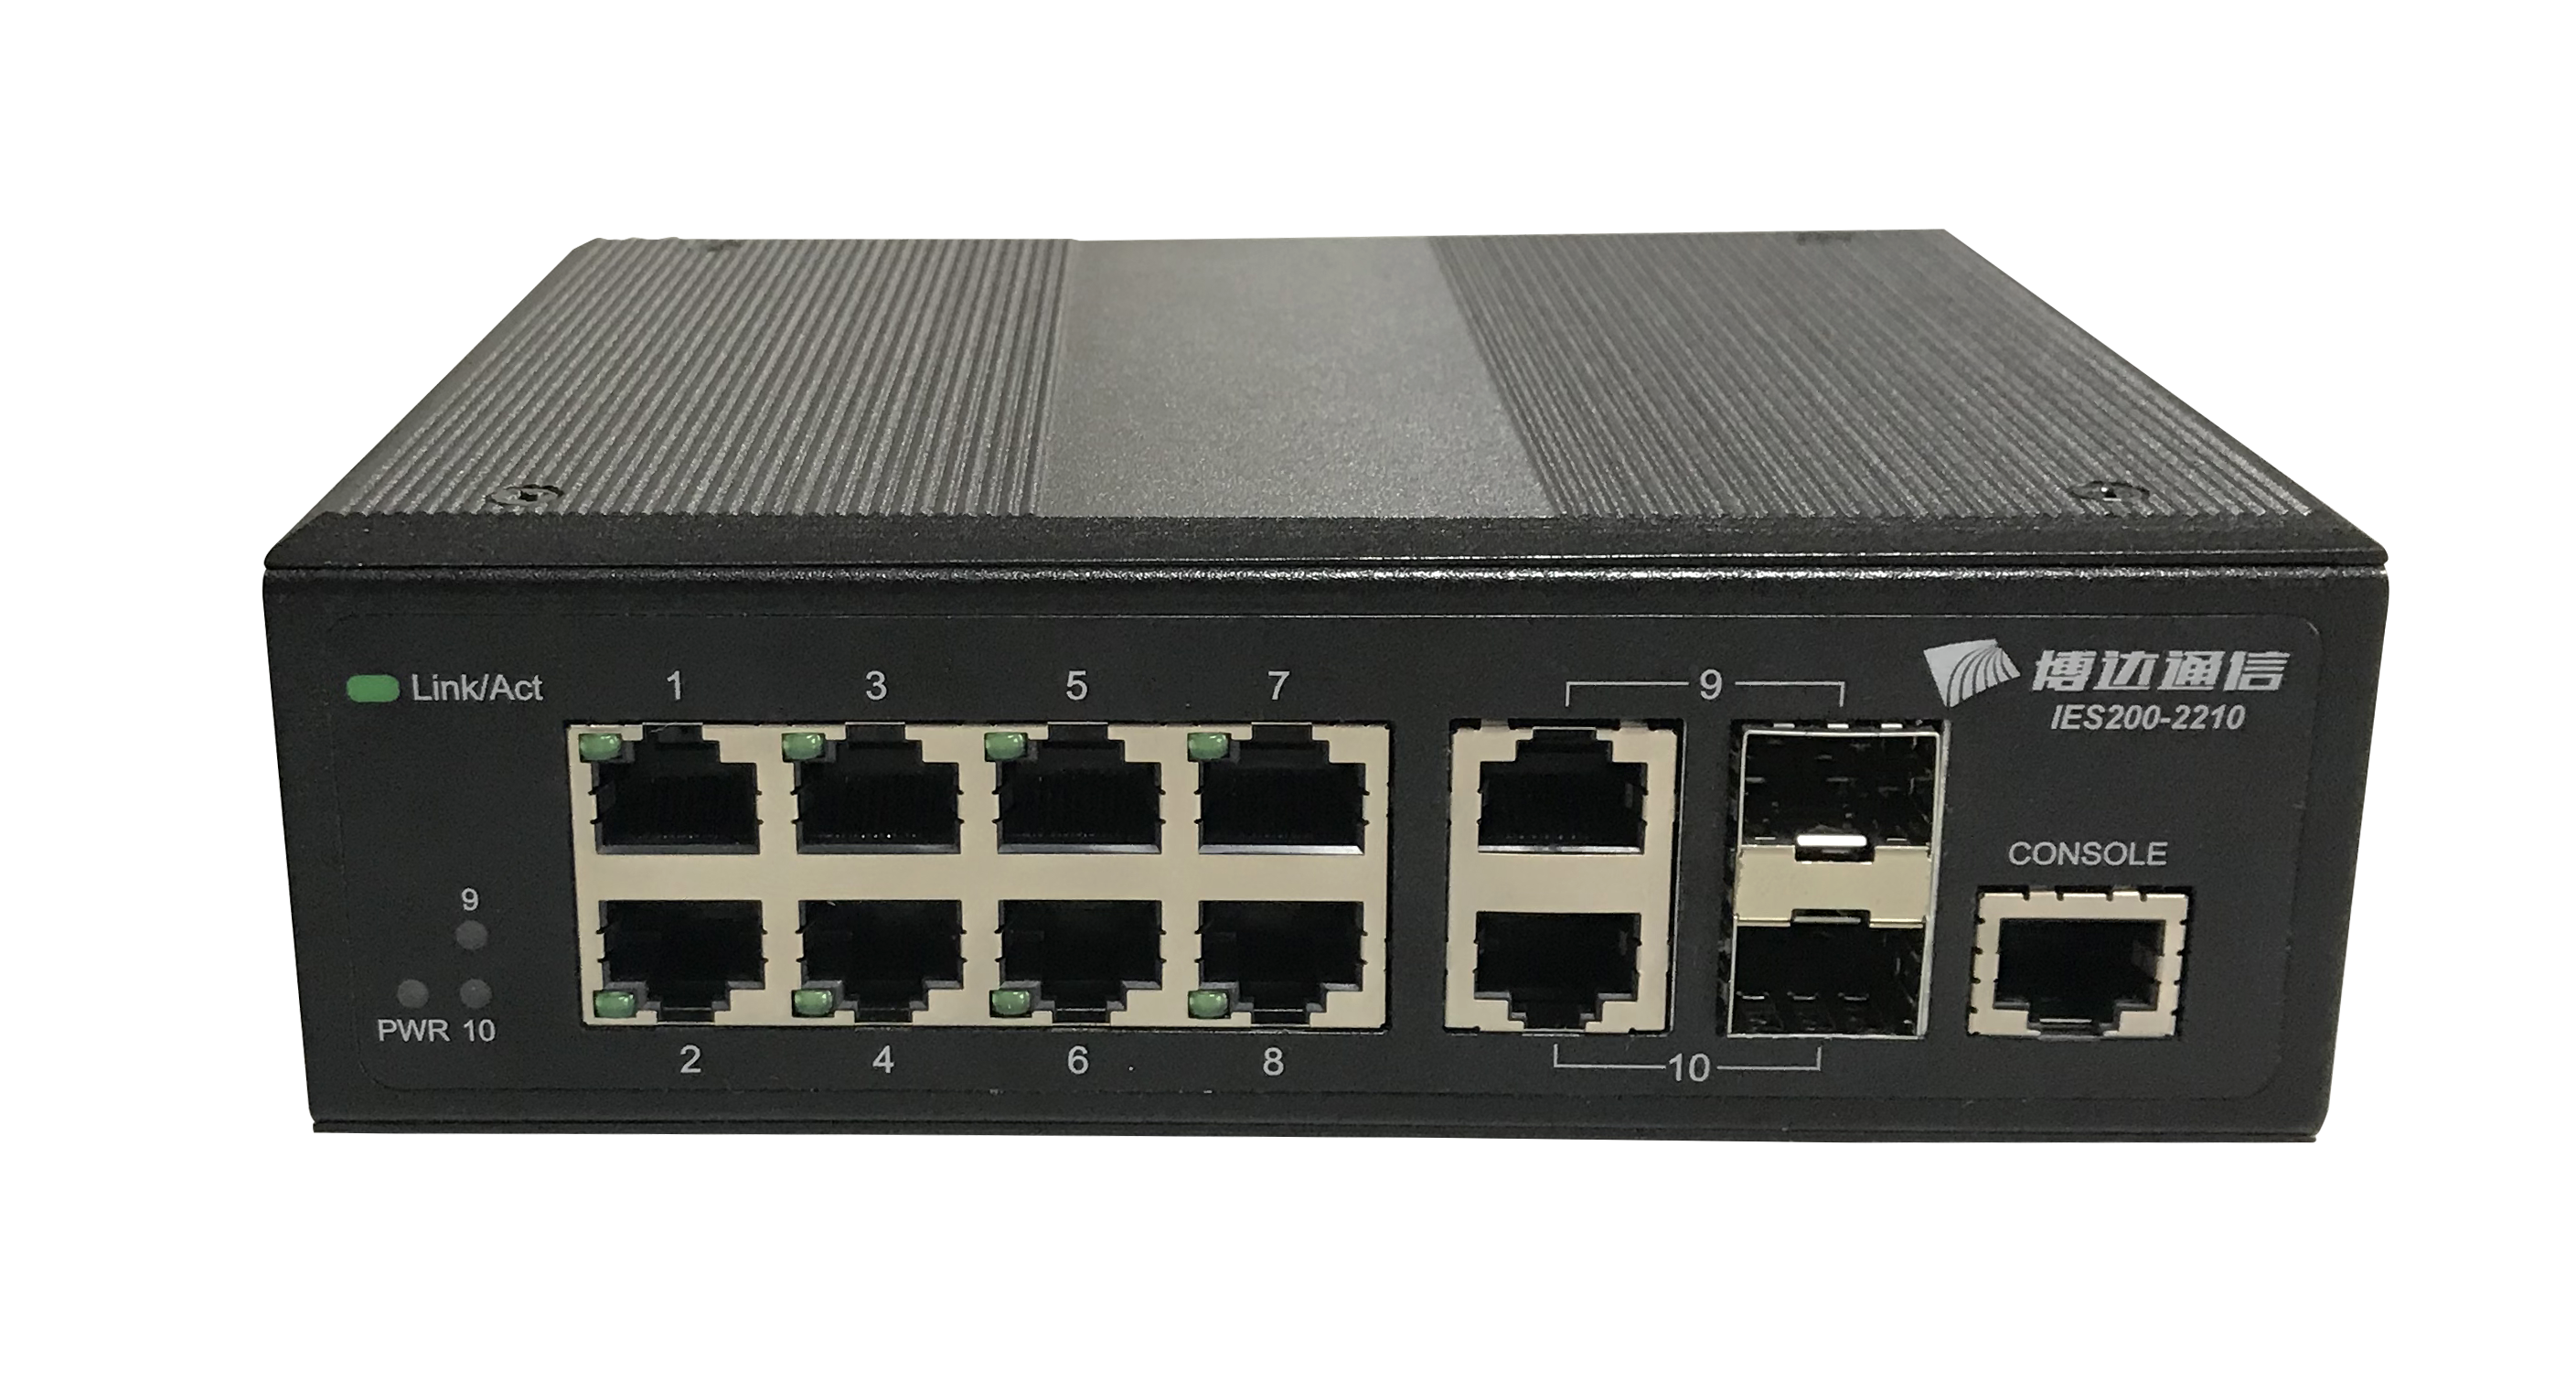 Link/Act
1 3 5 7
9
博达通信
IES200-2210
CONSOLE
9
PWR 10
2 4 6 8
10